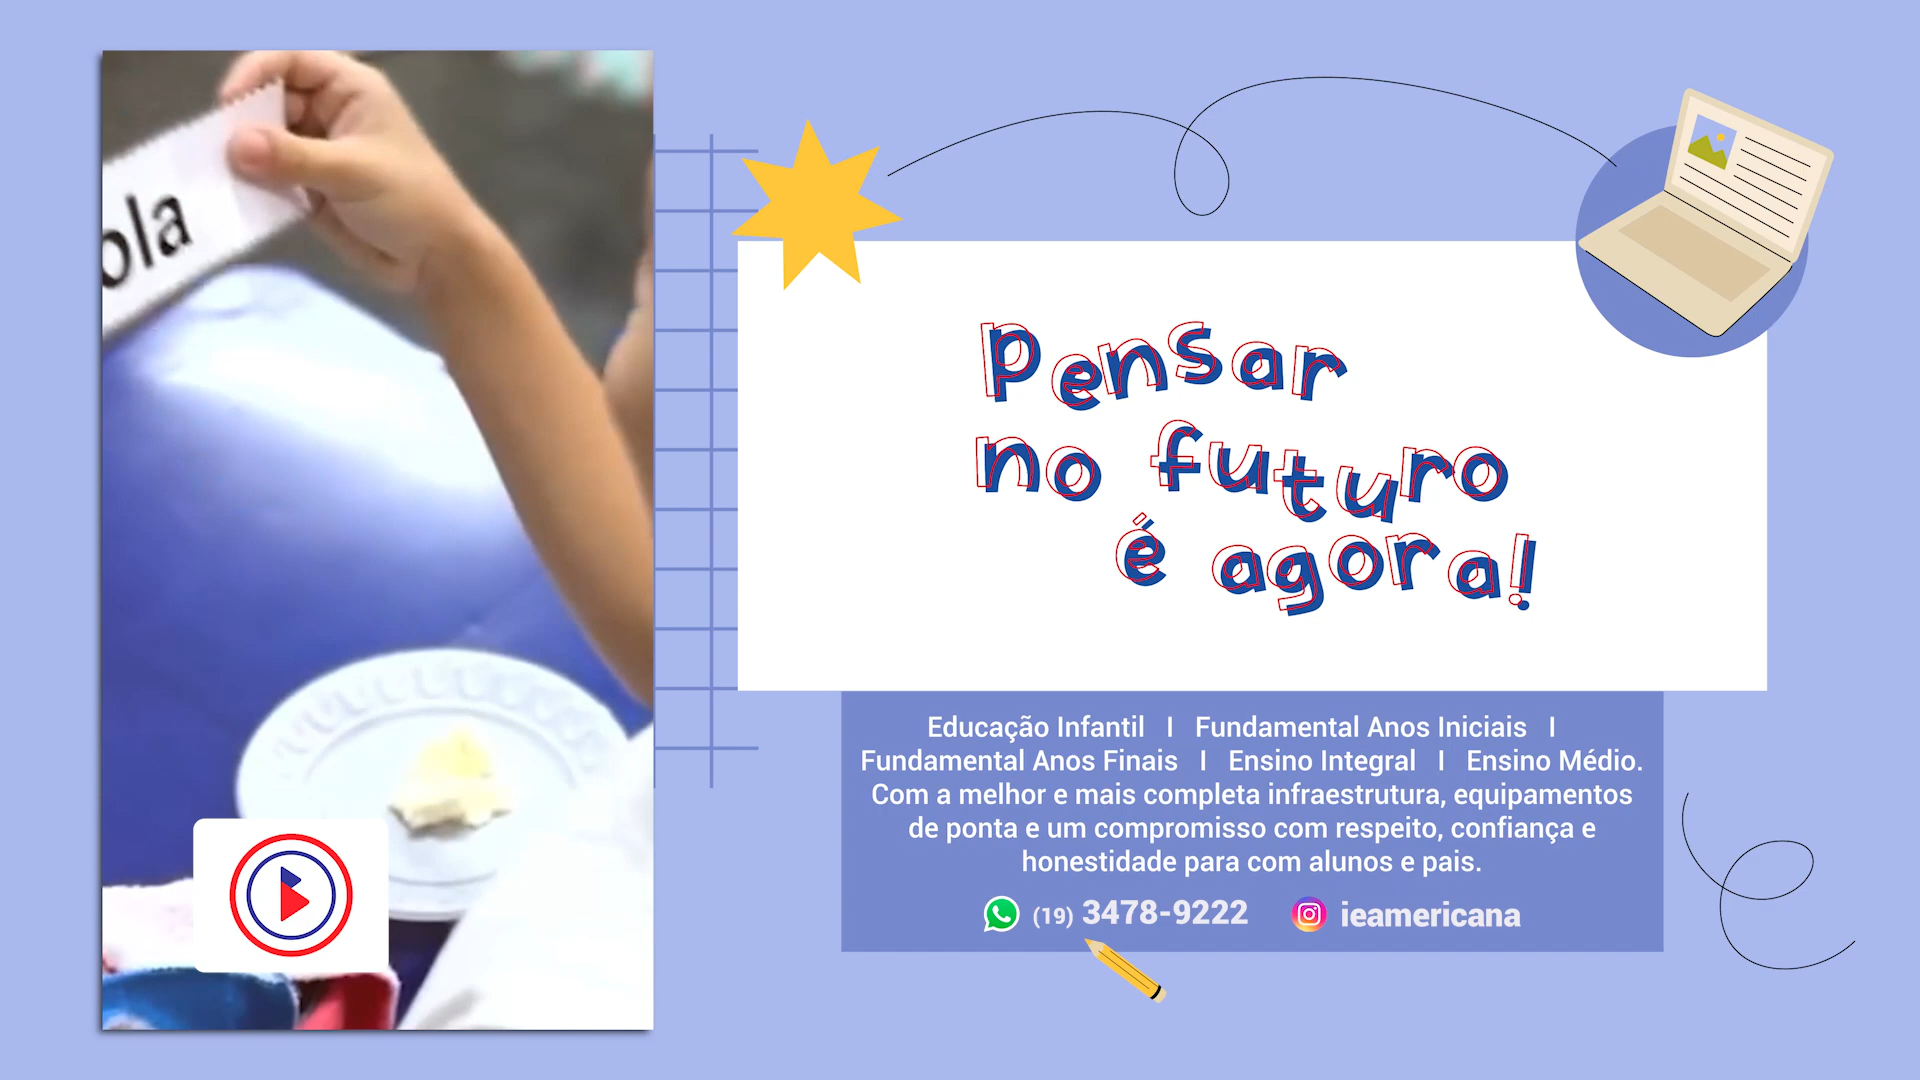 ola
Pensar
no futuro
é agora!
Educação Infantil I Fundamental Anos Iniciais I
Fundamental Anos Finais I Ensino Integral I Ensino Médio.
Com a melhor e mais completa infraestrutura, equipamentos
de ponta e um compromisso com respeito, confiança e
honestidade para com alunos e pais.
(19) 3478-9222 ieamericana